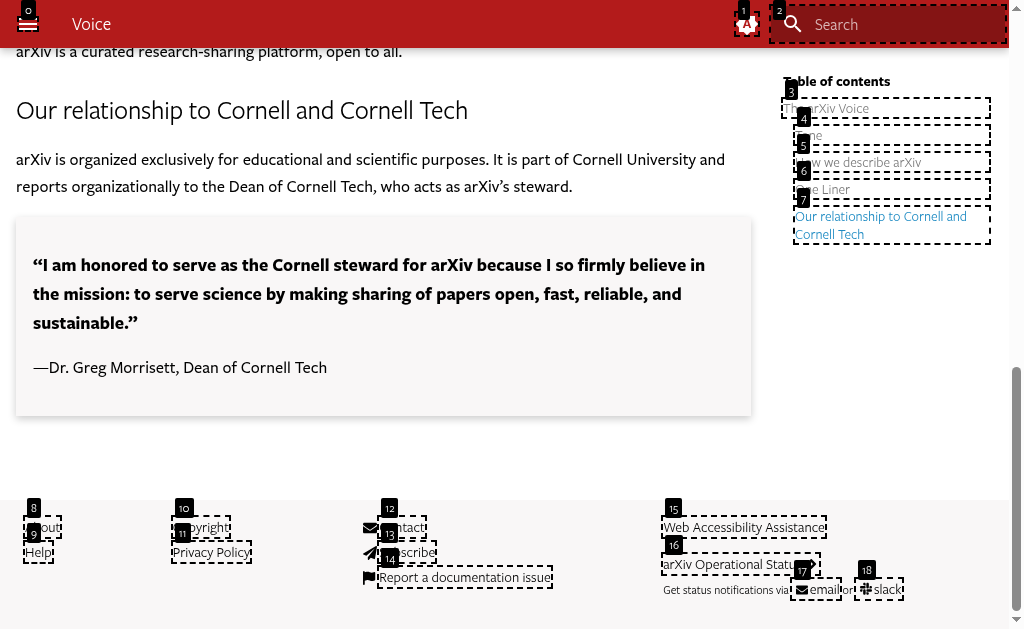 Voice
Search
arXiv is a curated research-sharing platform, open to all.
Our relationship to Cornell and Cornell Tech
arXiv is organized exclusively for educational and scientific purposes. It is part of Cornell University and
reports organizationally to the Dean of Cornell Tech, who acts as arXiv's steward.
“I am honored to serve as the Cornell steward for arXiv because I so firmly believe in
the mission: to serve science by making sharing of papers open, fast, reliable, and
sustainable.”
—Dr. Greg Morrisett, Dean of Cornell Tech
Table of contents
The arXiv Voice
Tone
How we describe arXiv
One Liner
Our relationship to Cornell and
Cornell Tech
About
Help
Copyright
Privacy Policy
Contact
Subscribe
Report a documentation issue
Web Accessibility Assistance
arXiv Operational Status
Get status notifications via email or slack
0
1
2
3
4
5
6
7
8
9
10
11
12
13
14
15
16
17
18